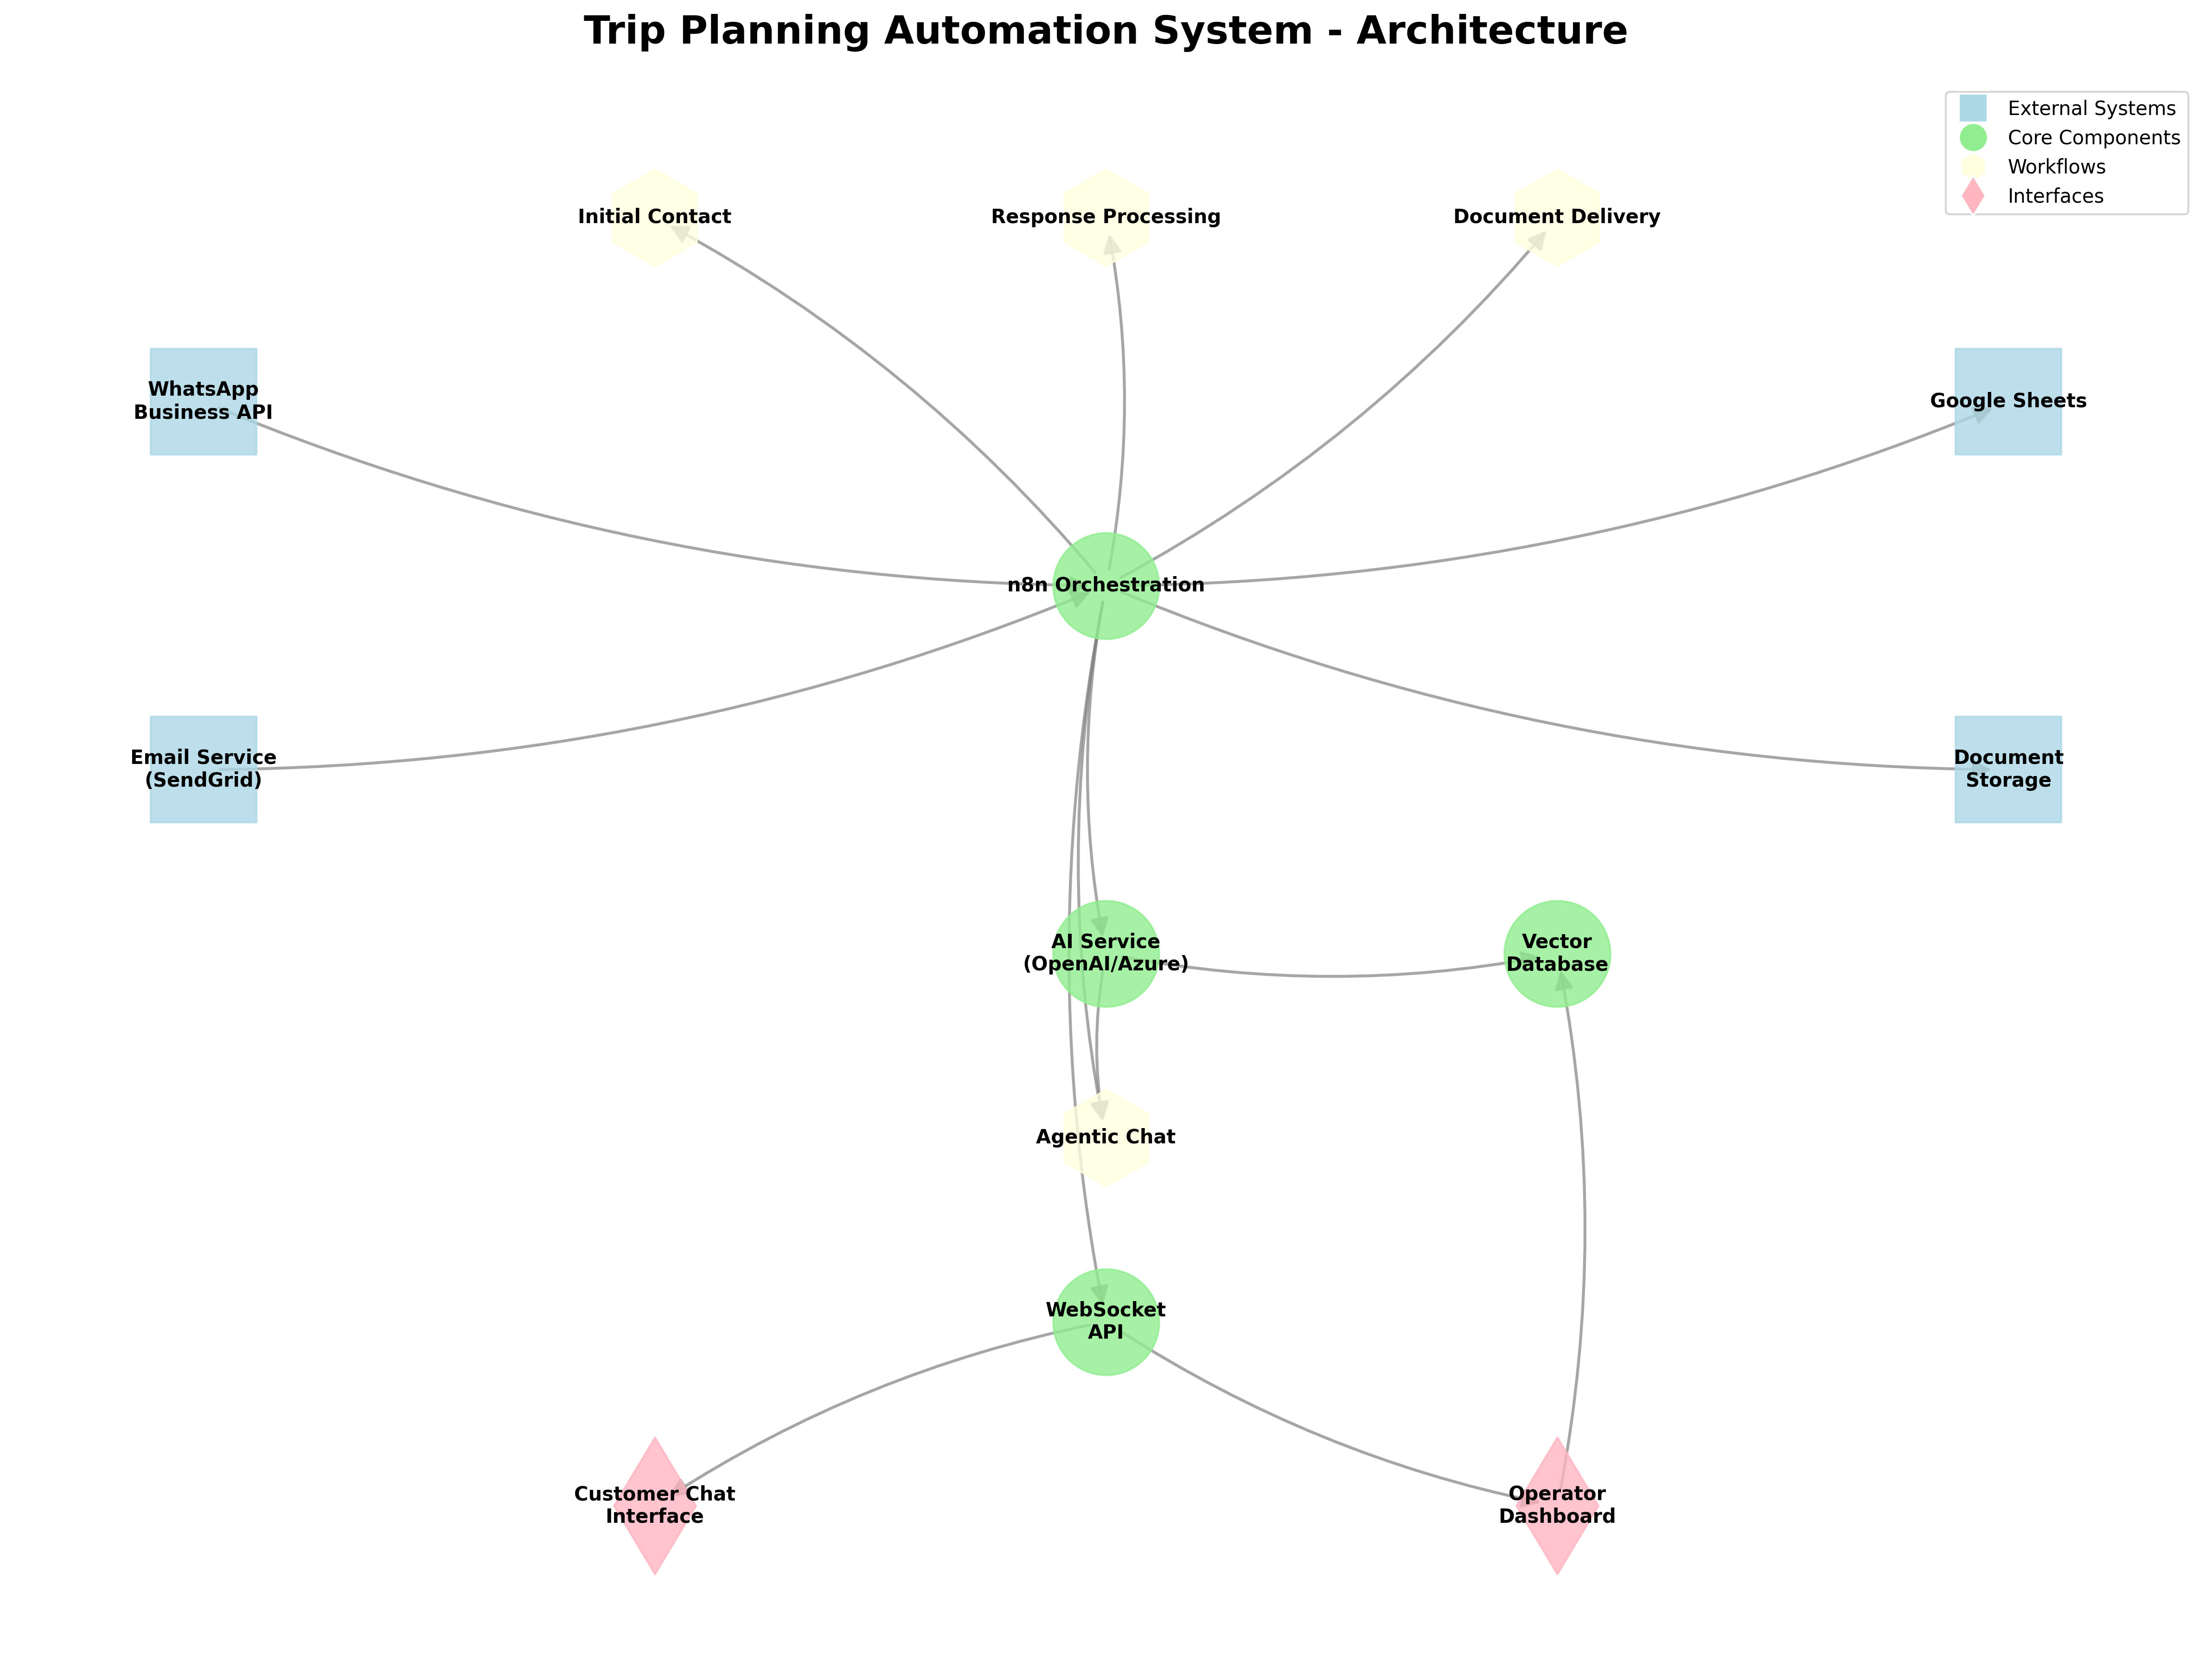 Trip Planning Automation System - Architecture
External Systems
Core Components
Workflows
Interfaces
Initial Contact
Response Processing
Document Delivery
WhatsApp
Business API
Google Sheets
n8n Orchestration
Email Service
(SendGrid)
Document
Storage
AI Service
(OpenAI/Azure)
Vector
Database
Agentic Chat
WebSocket
API
Customer Chat
Interface
Operator
Dashboard